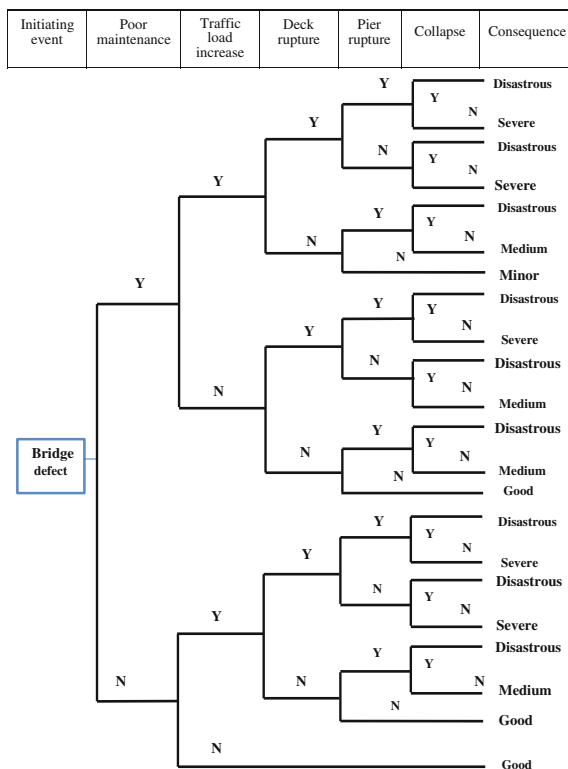 Initiating event
Poor maintenance
Traffic load increase
Deck rupture
Pier rupture
Collapse
Consequence
Y
Disastrous
Y
N
Y
Severe
Disastrous
N
Y
N
Y
Severe
Disastrous
Y
Y
N
N
N
Medium
Y
Minor
Disastrous
Y
Y
N
Y
Severe
Disastrous
N
Y
N
N
Medium
Disastrous
Y
N
Y
N
Bridge
defect
N
Medium
Good
Disastrous
Y
Y
N
Y
Severe
Disastrous
N
Y
N
Y
Severe
Disastrous
Y
Y
N
N
N
Medium
N
Good
N
Good